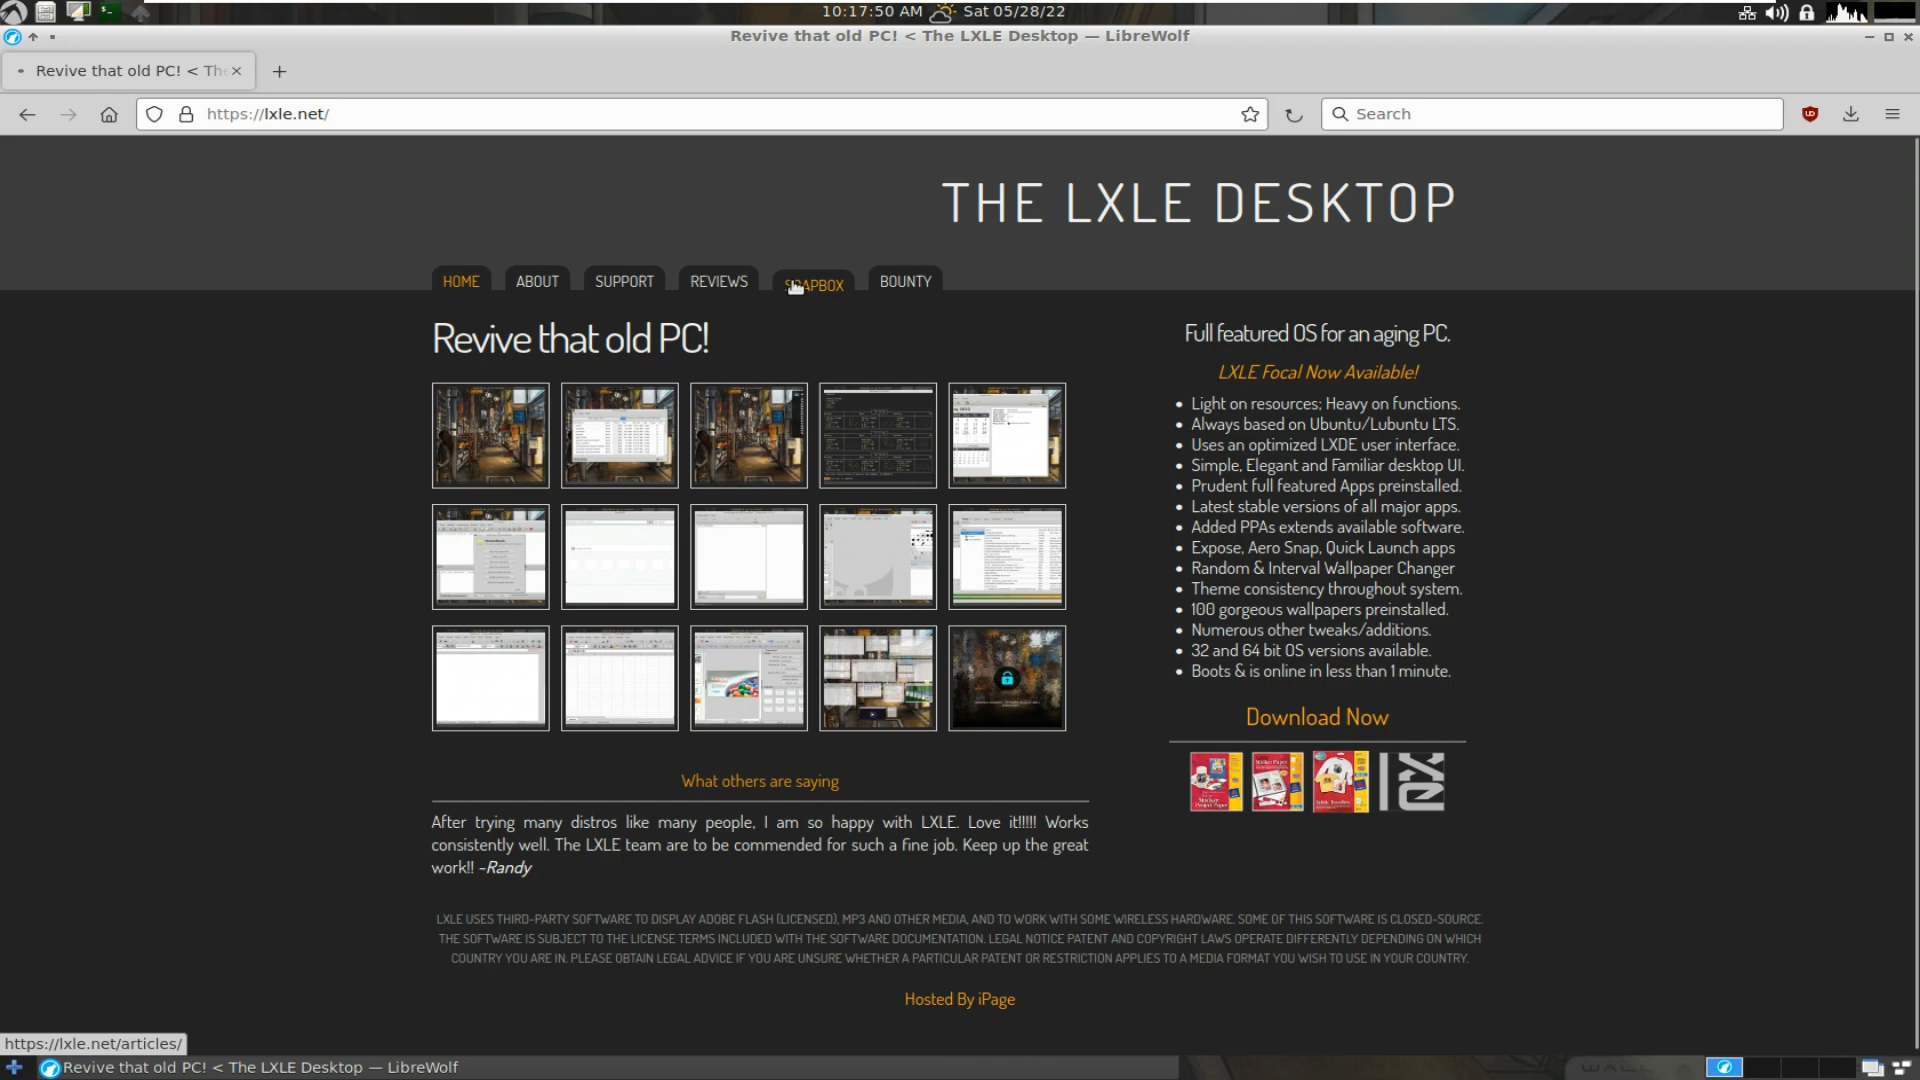 10:17:50 AM Sat 05/28/22
Revive that old PC! < The LXLE Desktop — LibreWolf
Revive that old PC! < Th
https://lxle.net/
Search
THE LXLE DESKTOP
HOME ABOUT SUPPORT REVIEWS SOAPBOX BOUNTY
Revive that old PC!
Full featured OS for an aging PC.
LXLE Focal Now Available!
Light on resources; Heavy on functions.
Always based on Ubuntu/Lubuntu LTS.
Uses an optimized LXDE user interface.
Simple, Elegant and Familiar desktop UI.
Prudent full featured Apps preinstalled.
Latest stable versions of all major apps.
Added PPAs extends available software.
Expose, Aero Snap, Quick Launch apps
Random & Interval Wallpaper Changer
Theme consistency throughout system.
100 gorgeous wallpapers preinstalled.
Numerous other tweaks/additions.
32 and 64 bit OS versions available.
Boots & is online in less than 1 minute.
Download Now
What others are saying
After trying many distros like many people, I am so happy with LXLE. Love it!!!!! Works
consistently well. The LXLE team are to be commended for such a fine job. Keep up the great
work!! ~Randy
LXLE USES THIRD-PARTY SOFTWARE TO DISPLAY ADOBE FLASH (LICENSED), MP3 AND OTHER MEDIA, AND TO WORK WITH SOME WIRELESS HARDWARE. SOME OF THIS SOFTWARE IS CLOSED-SOURCE.
THE SOFTWARE IS SUBJECT TO THE LICENSE TERMS INCLUDED WITH THE SOFTWARE DOCUMENTATION. LEGAL NOTICE PATENT AND COPYRIGHT LAWS OPERATE DIFFERENTLY DEPENDING ON WHICH
COUNTRY YOU ARE IN. PLEASE OBTAIN LEGAL ADVICE IF YOU ARE UNSURE WHETHER A PARTICULAR PATENT OR RESTRICTION APPLIES TO A MEDIA FORMAT YOU WISH TO USE IN YOUR COUNTRY.
Hosted By iPage
https://lxle.net/articles/
Revive that old PC! < The LXLE Desktop — LibreWolf